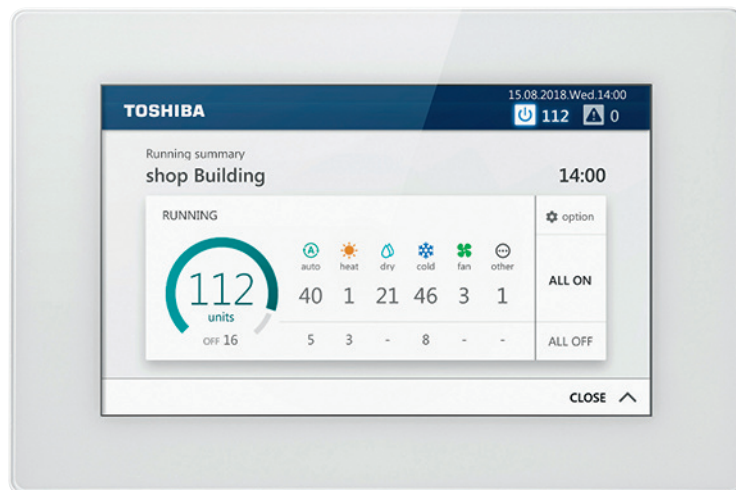 15.08.2018.Wed.14:00
TOSHIBA
112 0
Running summary
shop Building
14:00
RUNNING
option
A
auto heat dry cold fan other
112
40 1 21 46 3 1
units
ALL ON
OFF 16
5 3 - 8 - -
ALL OFF
CLOSE